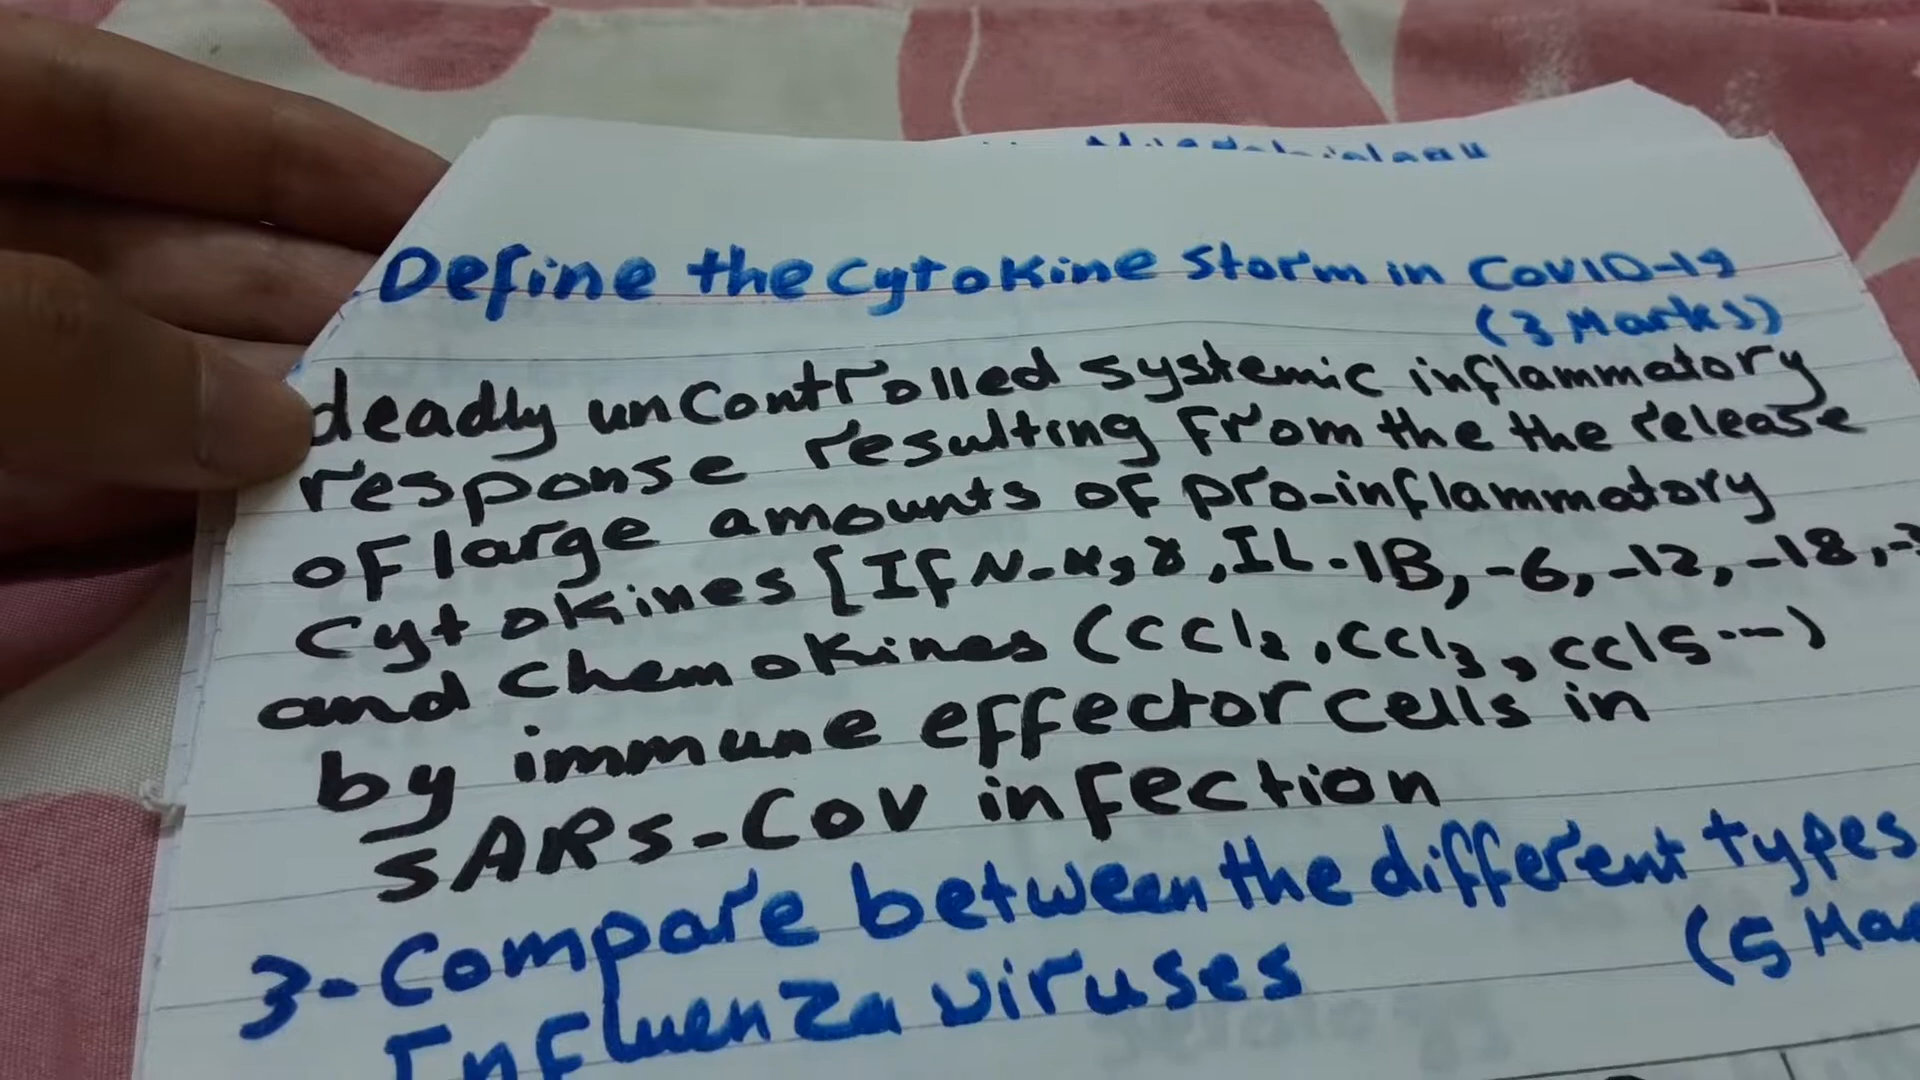 Define the cytokine storm in COVID-19
(3 Marks)
deadly uncontrolled systemic inflammatory
response resulting from the the release
of large amounts of pro-inflammatory
cytokines [IFN-α,γ,IL-1B,-6,-12,-18,-3
and chemokines (CCl2,CCl3,CCl5...)
by immune effector cells in
SARs-CoV infection
3-Compare between the different types
Influenza viruses
(5 Mar